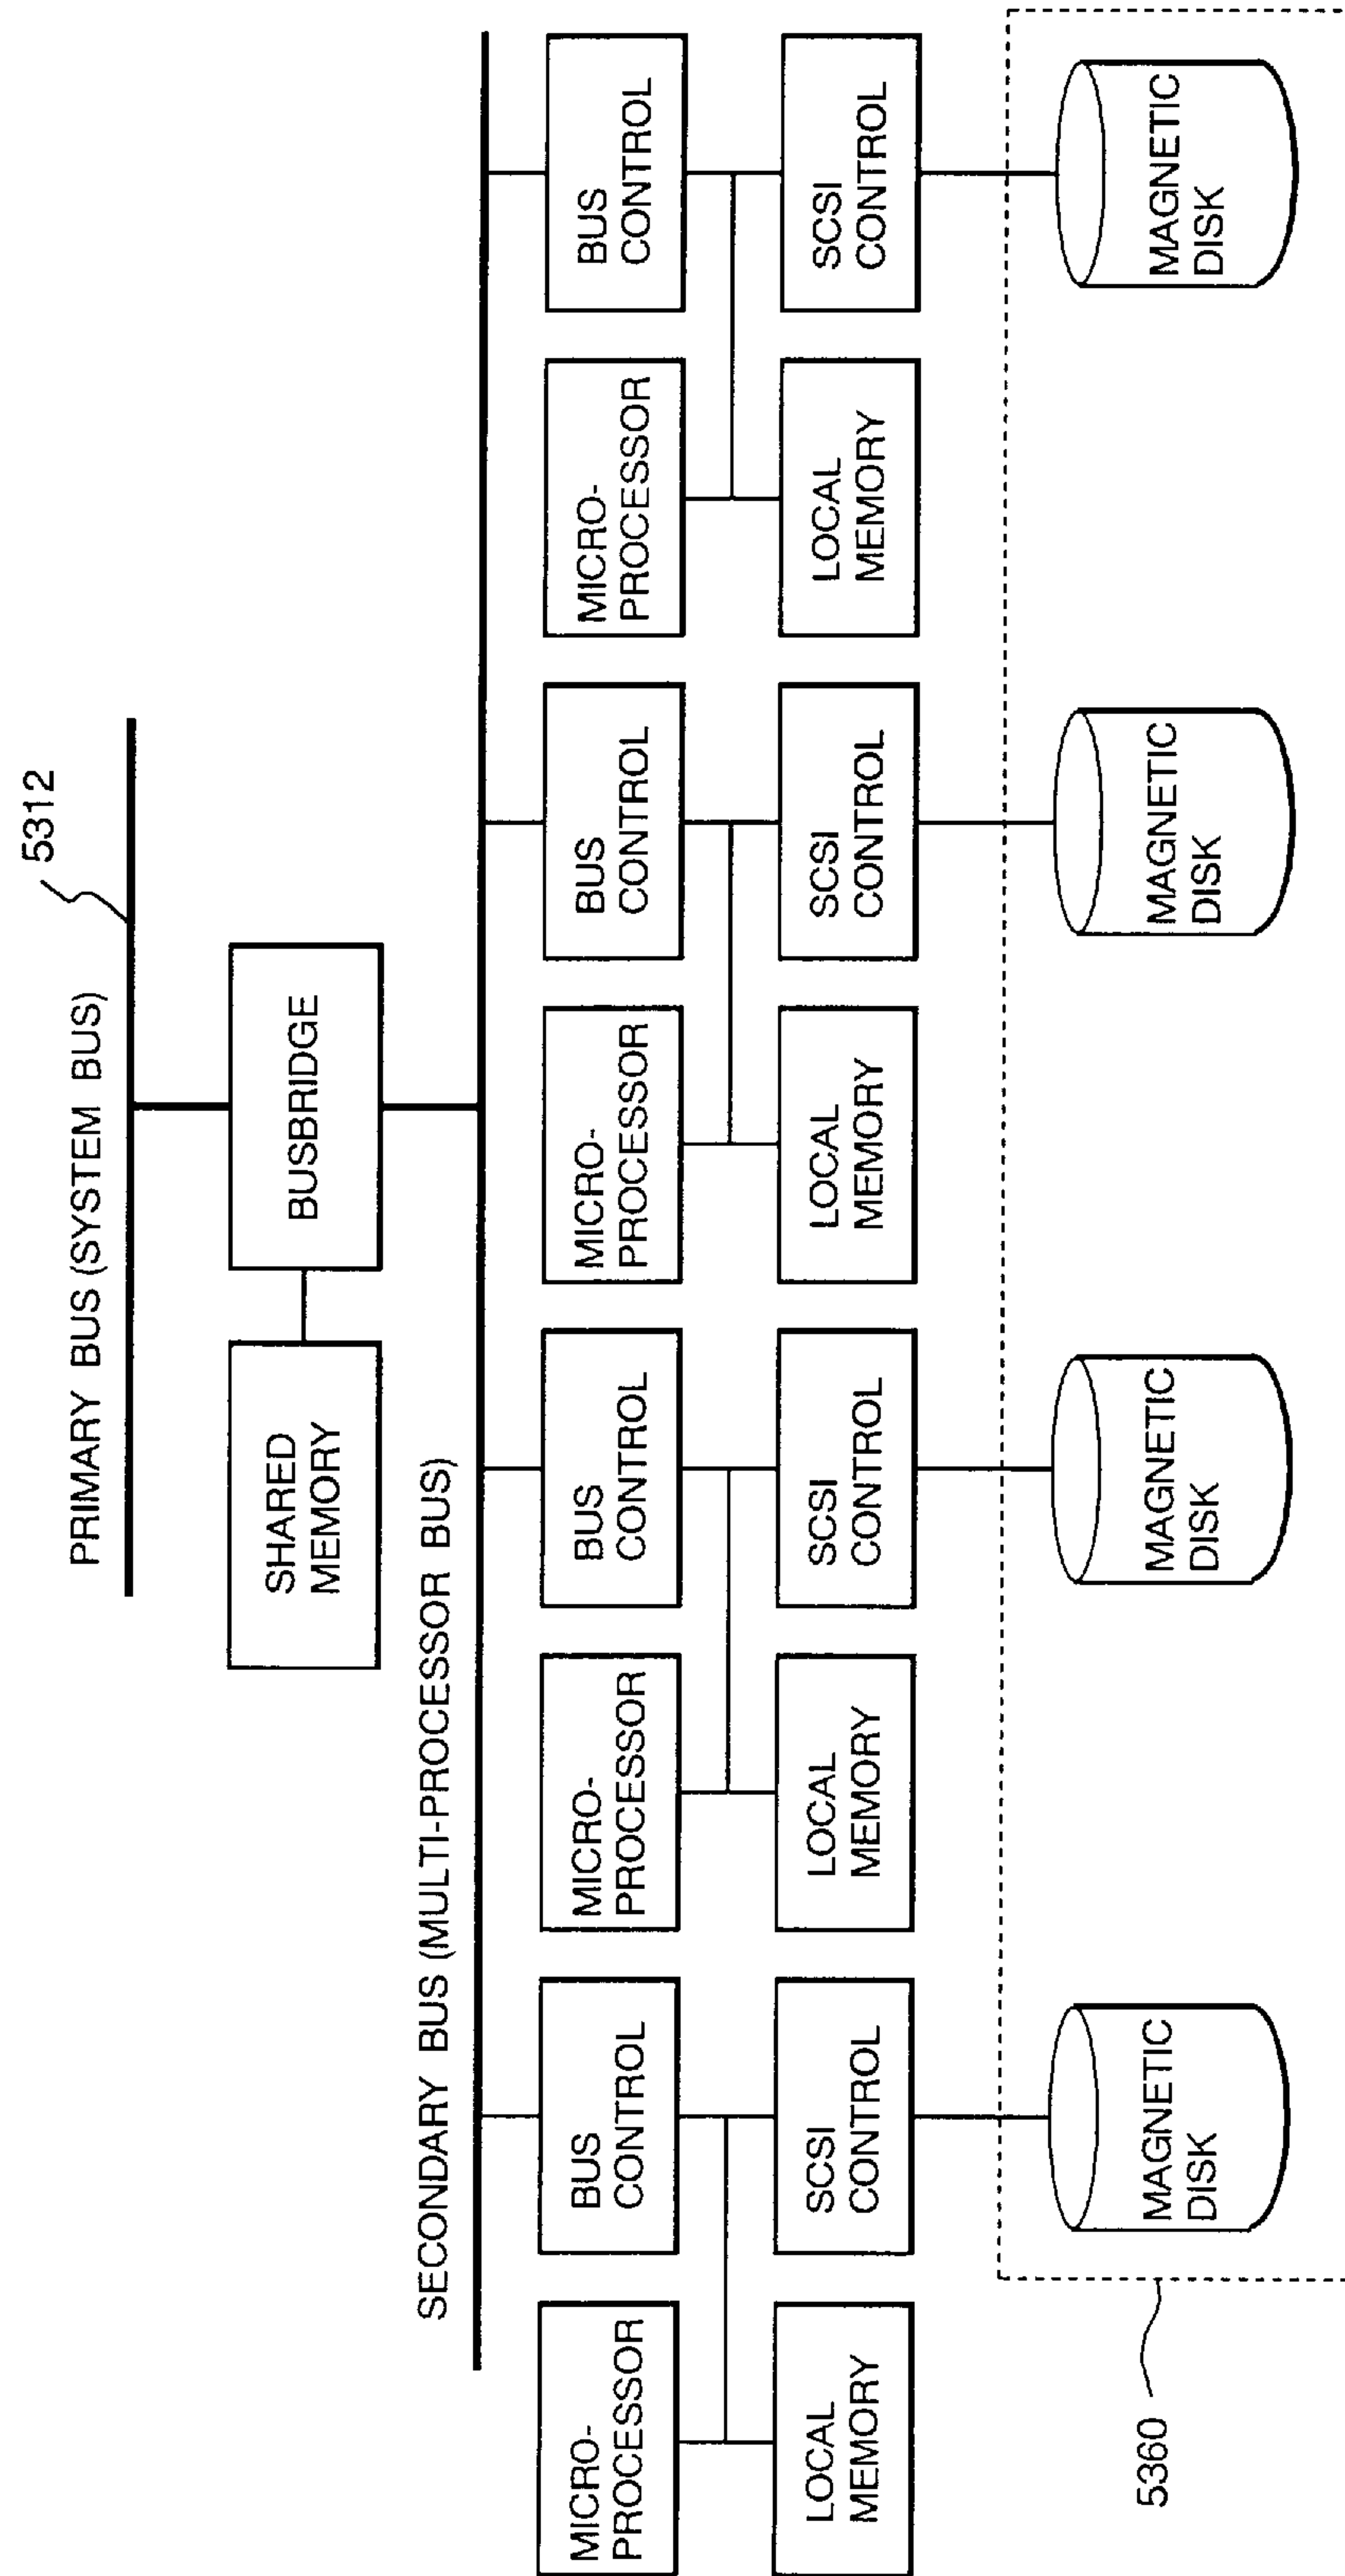 5312
PRIMARY BUS (SYSTEM BUS)
SHARED
MEMORY
BUSBRIDGE
SECONDARY BUS (MULTI-PROCESSOR BUS)
MICRO-
PROCESSOR
BUS
CONTROL
MICRO-
PROCESSOR
BUS
CONTROL
MICRO-
PROCESSOR
BUS
CONTROL
MICRO-
PROCESSOR
BUS
CONTROL
LOCAL
MEMORY
SCSI
CONTROL
LOCAL
MEMORY
SCSI
CONTROL
LOCAL
MEMORY
SCSI
CONTROL
LOCAL
MEMORY
SCSI
CONTROL
5360
MAGNETIC
DISK
MAGNETIC
DISK
MAGNETIC
DISK
MAGNETIC
DISK